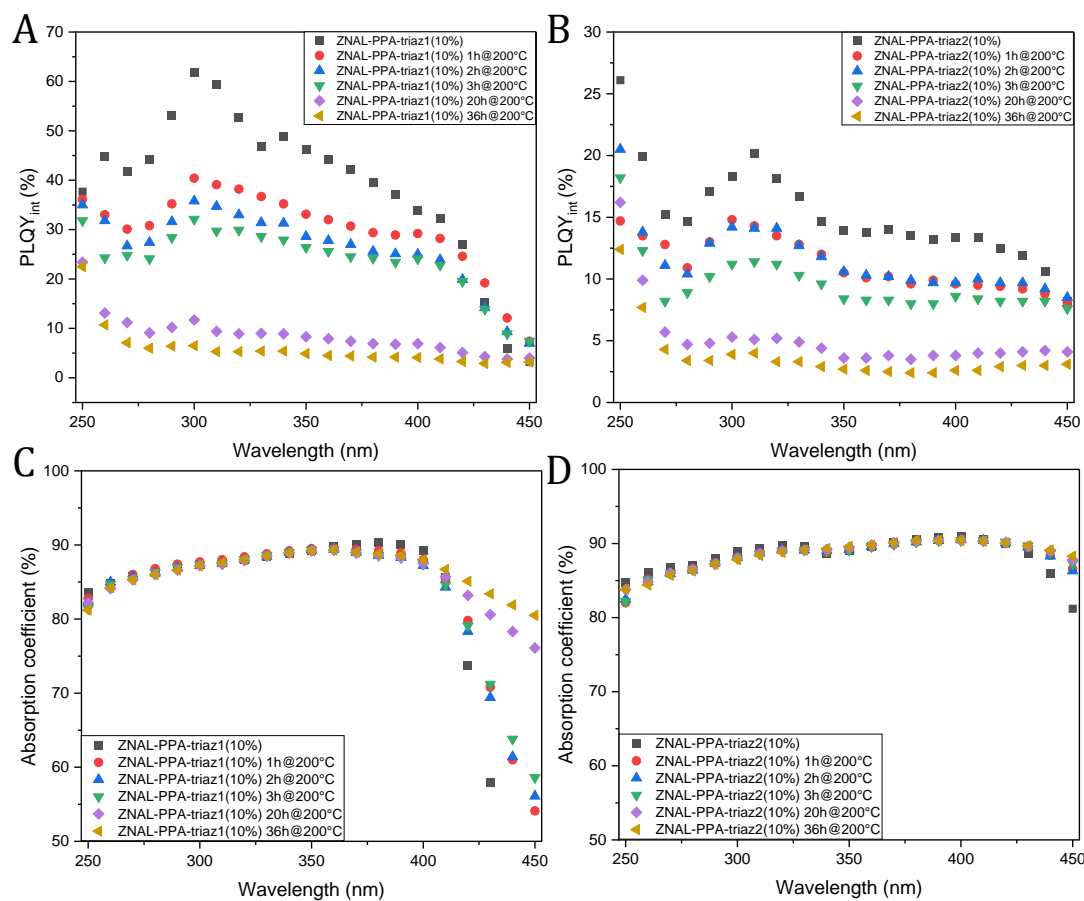 A
70
60
50
40
30
20
10
0
PLQYint (%)
ZNAL-PPA-triaz1(10%)
ZNAL-PPA-triaz1(10%) 1h@200°C
ZNAL-PPA-triaz1(10%) 2h@200°C
ZNAL-PPA-triaz1(10%) 3h@200°C
ZNAL-PPA-triaz1(10%) 20h@200°C
ZNAL-PPA-triaz1(10%) 36h@200°C
250 300 350 400 450
Wavelength (nm)
B
30
25
20
15
10
5
0
PLQYint (%)
ZNAL-PPA-triaz2(10%)
ZNAL-PPA-triaz2(10%) 1h@200°C
ZNAL-PPA-triaz2(10%) 2h@200°C
ZNAL-PPA-triaz2(10%) 3h@200°C
ZNAL-PPA-triaz2(10%) 20h@200°C
ZNAL-PPA-triaz2(10%) 36h@200°C
250 300 350 400 450
Wavelength (nm)
C
100
90
80
70
60
50
Absorption coefficient (%)
ZNAL-PPA-triaz1(10%)
ZNAL-PPA-triaz1(10%) 1h@200°C
ZNAL-PPA-triaz1(10%) 2h@200°C
ZNAL-PPA-triaz1(10%) 3h@200°C
ZNAL-PPA-triaz1(10%) 20h@200°C
ZNAL-PPA-triaz1(10%) 36h@200°C
250 300 350 400 450
Wavelength (nm)
D
100
90
80
70
60
50
Absorption coefficient (%)
ZNAL-PPA-triaz2(10%)
ZNAL-PPA-triaz2(10%) 1h@200°C
ZNAL-PPA-triaz2(10%) 2h@200°C
ZNAL-PPA-triaz2(10%) 3h@200°C
ZNAL-PPA-triaz2(10%) 20h@200°C
ZNAL-PPA-triaz2(10%) 36h@200°C
250 300 350 400 450
Wavelength (nm)